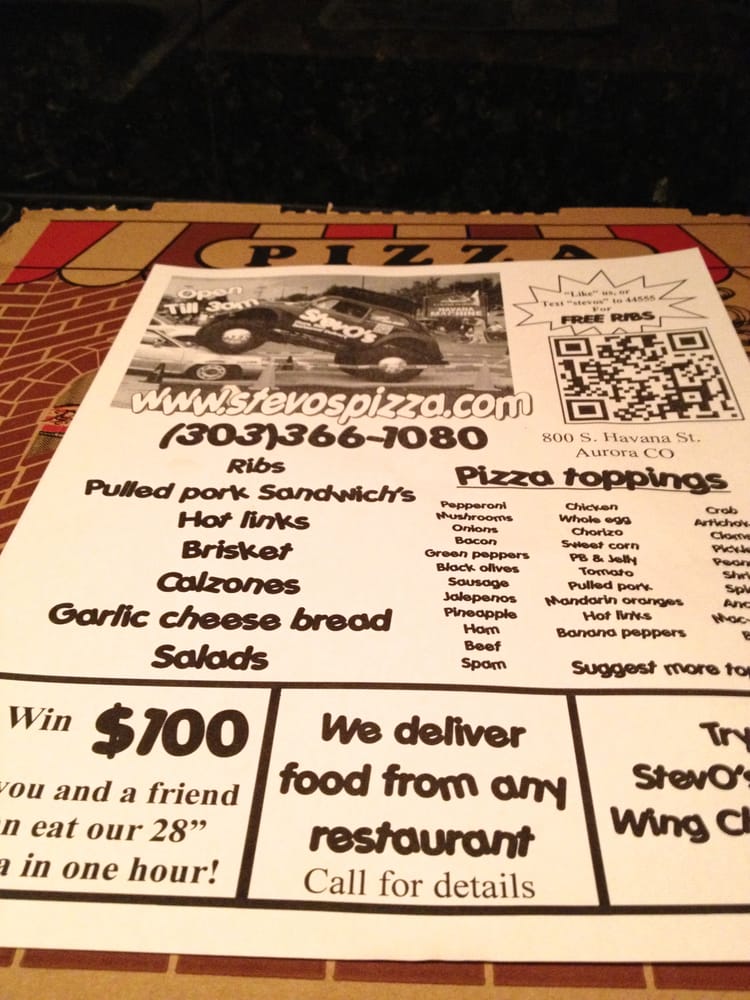 PIZZA
Open
Till 3am
StevO's
www.stevospizza.com
(303)366-1080
"Like" us, or
Text "stevos" to 44555
For
FREE RIBS
800 S. Havana St.
Aurora CO
Ribs
Pulled pork Sandwich's
Hot links
Brisket
Calzones
Garlic cheese bread
Salads
Pizza toppings
Pepperoni
Mushrooms
Onions
Bacon
Green peppers
Black olives
Sausage
Jalepenos
Pineapple
Ham
Beef
Spam
Chicken
Whole egg
Chorizo
Sweet corn
PB & Jelly
Tomato
Pulled pork
Mandarin oranges
Hot links
Banana peppers
Crab
Suggest more
Win $100
you and a friend
eat our 28"
in one hour!
We deliver
food from any
restaurant
Call for details
Try
StevO's
Wing